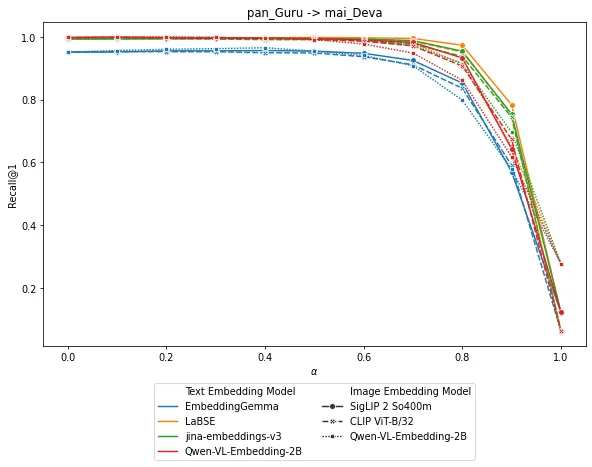 pan_Guru -> mai_Deva
1.0
0.8
0.6
0.4
0.2
Recall@1
0.0 0.2 0.4 0.6 0.8 1.0
α
Text Embedding Model Image Embedding Model
EmbeddingGemma SigLIP 2 So400m
LaBSE CLIP ViT-B/32
jina-embeddings-v3 Qwen-VL-Embedding-2B
Qwen-VL-Embedding-2B